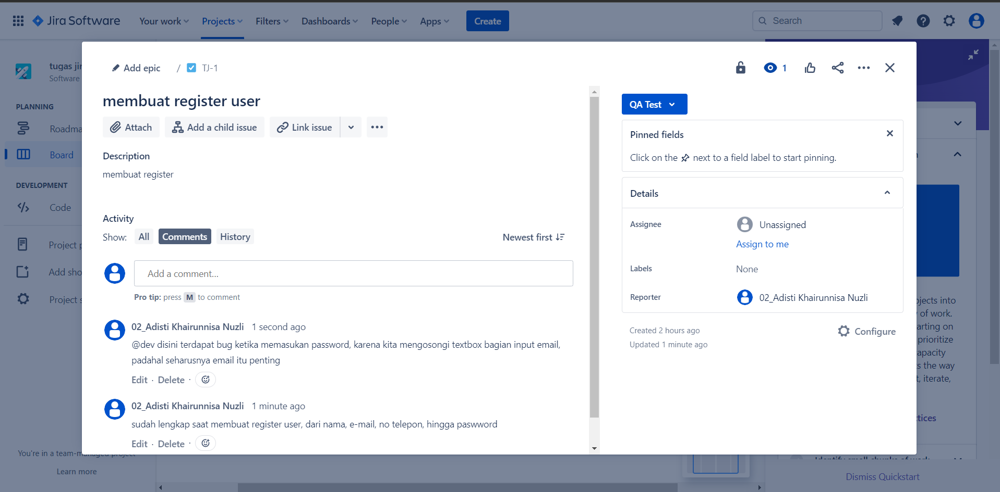 Jira Software Your work Projects Filters Dashboards People Apps Create Search
tugas jir
Software
PLANNING
Roadma
Board
DEVELOPMENT
Code
Project p
Add sho
Project s
You're in a team-managed project
Learn more
Add epic / TJ-1
1
membuat register user
Attach Add a child issue Link issue
Description
membuat register
Activity
Show: All Comments History Newest first
Add a comment...
Pro tip: press M to comment
02_Adisti Khairunnisa Nuzli 1 second ago
@dev disini terdapat bug ketika memasukan password, karena kita mengosongi textbox bagian input email,
padahal seharusnya email itu penting
Edit · Delete ·
02_Adisti Khairunnisa Nuzli 1 minute ago
sudah lengkap saat membuat register user, dari nama, e-mail, no telepon, hingga paswword
Edit · Delete ·
QA Test
Pinned fields
Click on the next to a field label to start pinning.
Details
Assignee Unassigned
Assign to me
Labels None
Reporter 02_Adisti Khairunnisa Nuzli
Created 2 hours ago
Updated 1 minute ago
Configure
ojects into
of work.
arting on
prioritize
apacity
s the way
t, iterate,
tices
Identify small chunks of work
Dismiss Quickstart